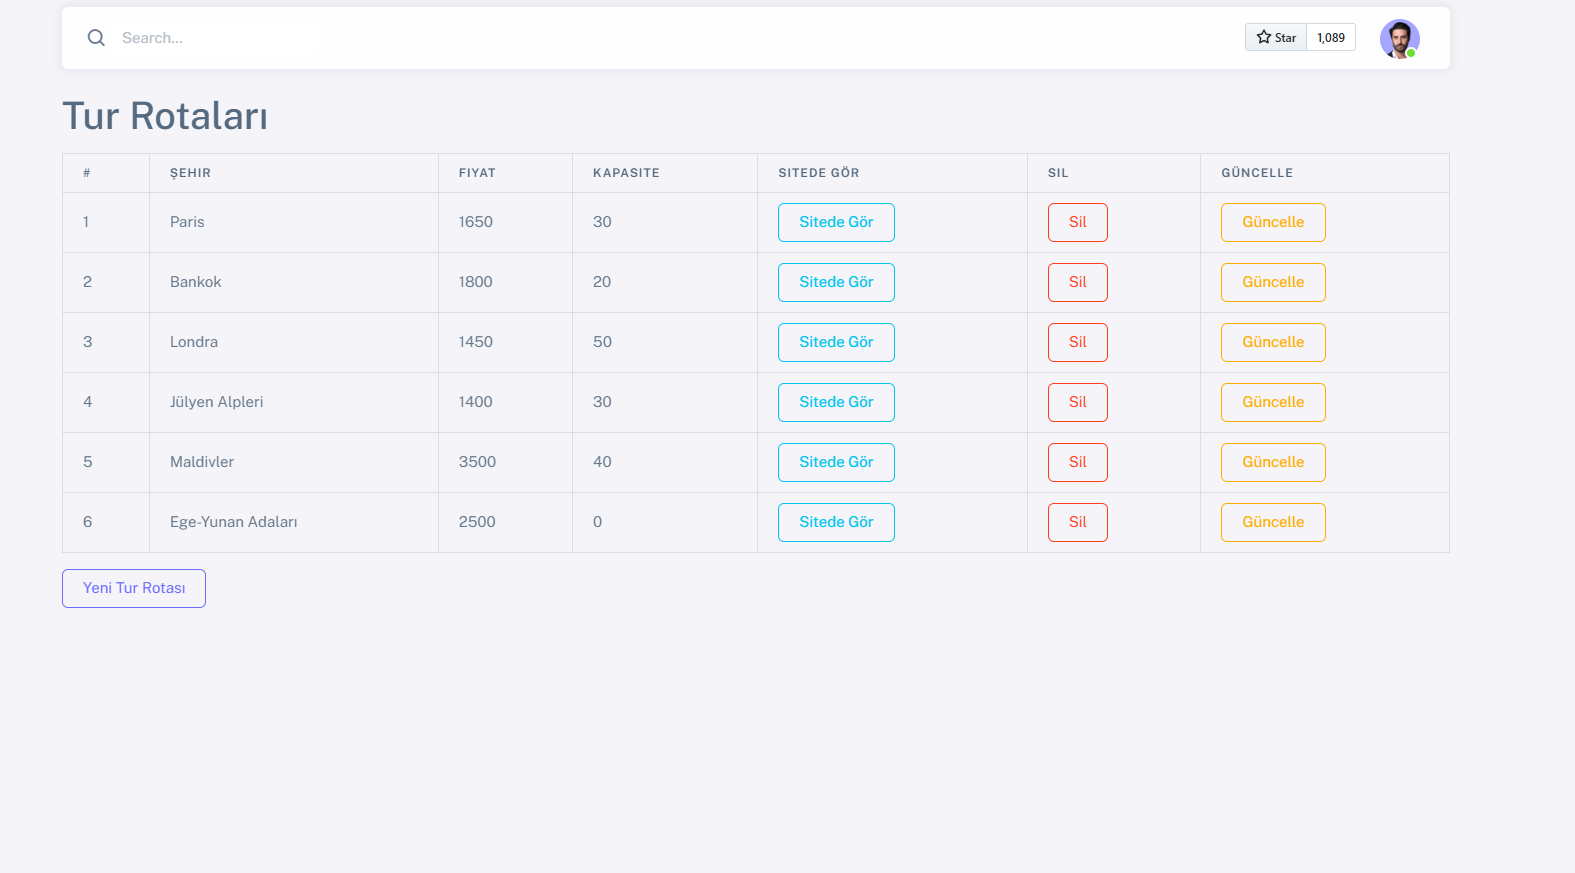 Search...
Star 1,089
Tur Rotaları
# ŞEHIR FIYAT KAPASITE SITEDE GÖR SIL GÜNCELLE
1 Paris 1650 30 Sitede Gör Sil Güncelle
2 Bankok 1800 20 Sitede Gör Sil Güncelle
3 Londra 1450 50 Sitede Gör Sil Güncelle
4 Jülyen Alpleri 1400 30 Sitede Gör Sil Güncelle
5 Maldivler 3500 40 Sitede Gör Sil Güncelle
6 Ege-Yunan Adaları 2500 0 Sitede Gör Sil Güncelle
Yeni Tur Rotası